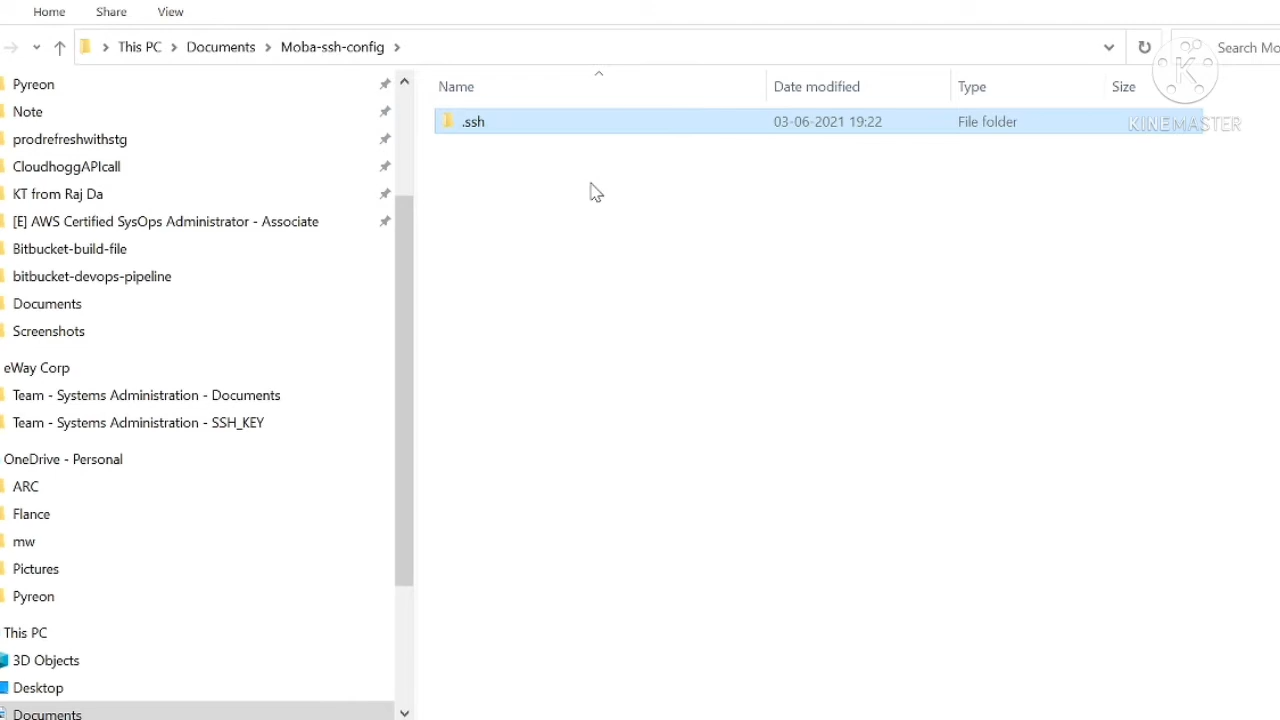 Home Share View
This PC Documents Moba-ssh-config Search Mo
Name Date modified Type Size
.ssh 03-06-2021 19:22 File folder
KINEMASTER
Pyreon
Note
prodrefreshwithstg
CloudhoggAPIcall
KT from Raj Da
[E] AWS Certified SysOps Administrator - Associate
Bitbucket-build-file
bitbucket-devops-pipeline
Documents
Screenshots
eWay Corp
Team - Systems Administration - Documents
Team - Systems Administration - SSH_KEY
OneDrive - Personal
ARC
Flance
mw
Pictures
Pyreon
This PC
3D Objects
Desktop
Documents